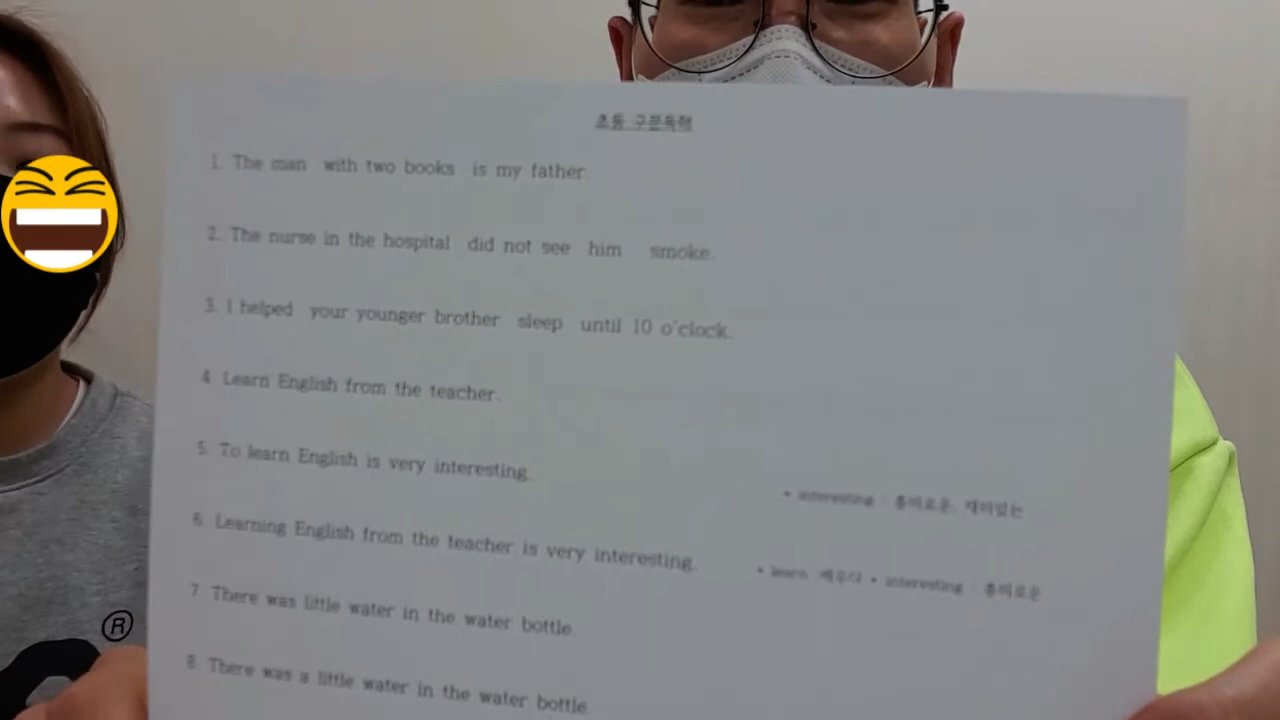 초등 구문독해
1. The man with two books is my father.
2. The nurse in the hospital did not see him smoke.
3. I helped your younger brother sleep until 10 o'clock.
4. Learn English from the teacher.
5. To learn English is very interesting.
• interesting : 흥미로운, 재미있는
6. Learning English from the teacher is very interesting.
• learn : 배우다 • interesting : 흥미로운
7. There was little water in the water bottle.
8. There was a little water in the water bottle.
®